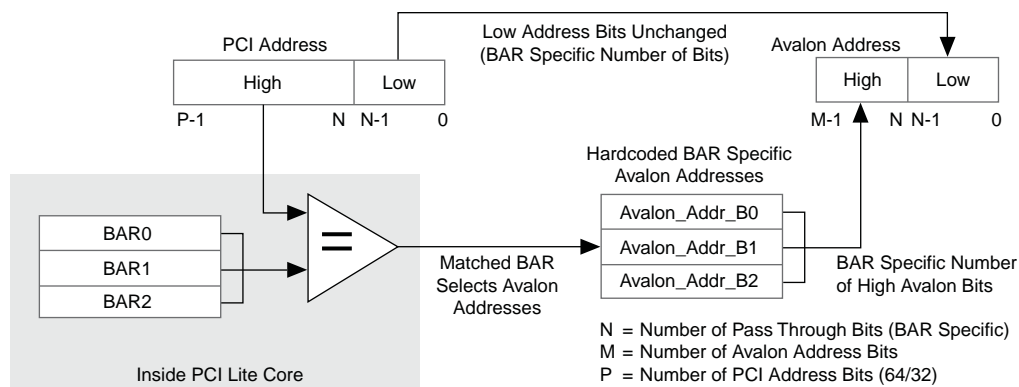 Low Address Bits Unchanged
(BAR Specific Number of Bits)
PCI Address
Avalon Address
High
Low
High
Low
P-1
N
N-1
0
M-1
N
N-1
0
Hardcoded BAR Specific
Avalon Addresses
BAR0
BAR1
BAR2
=
Avalon_Addr_B0
Avalon_Addr_B1
Avalon_Addr_B2
Matched BAR
Selects Avalon
Addresses
BAR Specific Number
of High Avalon Bits
Inside PCI Lite Core
N = Number of Pass Through Bits (BAR Specific)
M = Number of Avalon Address Bits
P = Number of PCI Address Bits (64/32)